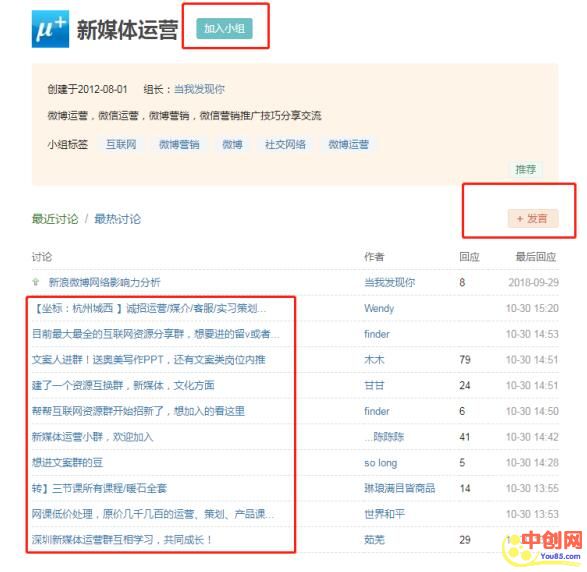 μ+ 新媒体运营 加入小组
创建于2012-08-01 组长：当我发现你
微博运营，微信运营，微博营销，微信营销推广技巧分享交流
小组标签 互联网 微博营销 微博 社交网络 微博运营
推荐
最近讨论 / 最热讨论 + 发言
讨论 作者 回应 最后回应
新浪微博网络影响力分析 当我发现你 8 2018-09-29
【坐标：杭州城西 】诚招运营/媒介/客服/实习策划... Wendy 10-30 15:20
目前最大最全的互联网资源分享群，想要进的留v或者... finder 10-30 14:53
文案人进群！送奥美写作PPT，还有文案类岗位内推 木木 79 10-30 14:51
建了一个资源互换群，新媒体，文化方面 甘甘 24 10-30 14:51
帮帮互联网资源群开始招新了，想加入的看这里 finder 6 10-30 14:50
新媒体运营小群，欢迎加入 ...陈陈陈 41 10-30 14:42
想进文案群的豆 so long 5 10-30 14:28
转】三节课所有课程/暖石全套 琳琅满目皆商品 14 10-30 13:55
网课低价处理，原价几千几百的运营、策划、产品课... 世界和平 10-30 13:53
深圳新媒体运营群互相学习，共同成长！ 茹芜 29 10-30
中创网
You85.com